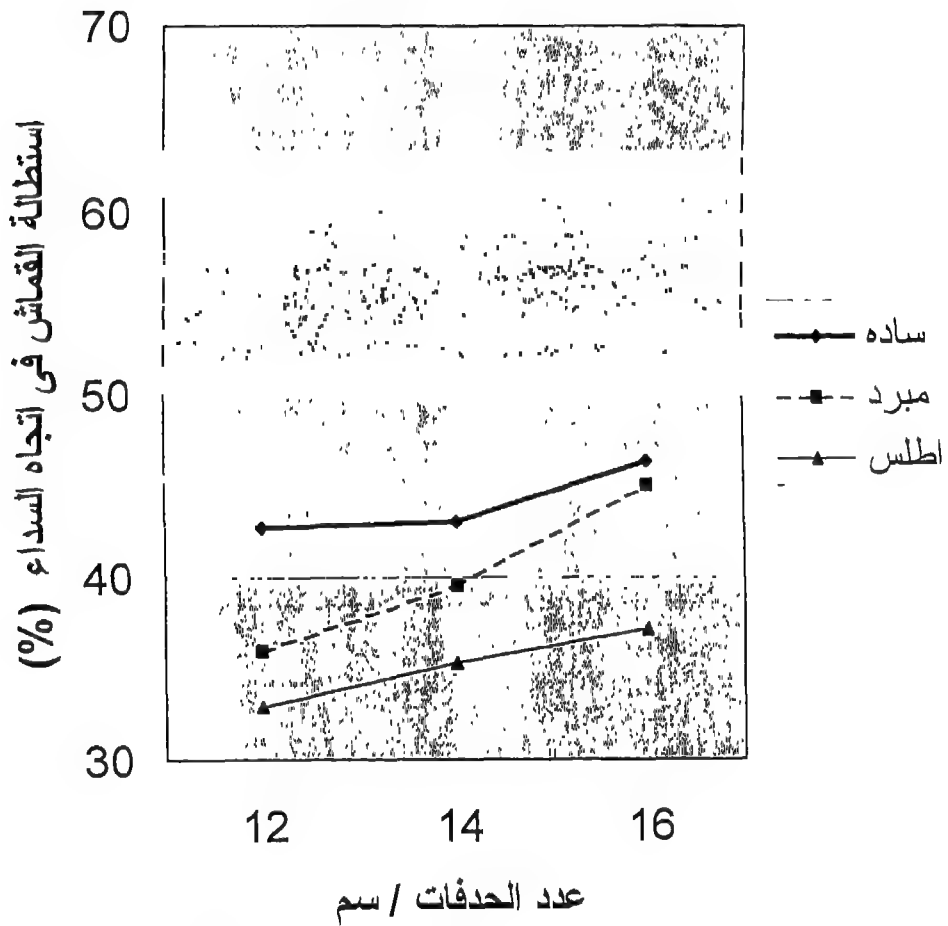 70
60
50
40
30
استطالة القماش فى اتجاه السداء (%)
12 14 16
عدد الحدفات / سم
ساده
مبرد
اطلس